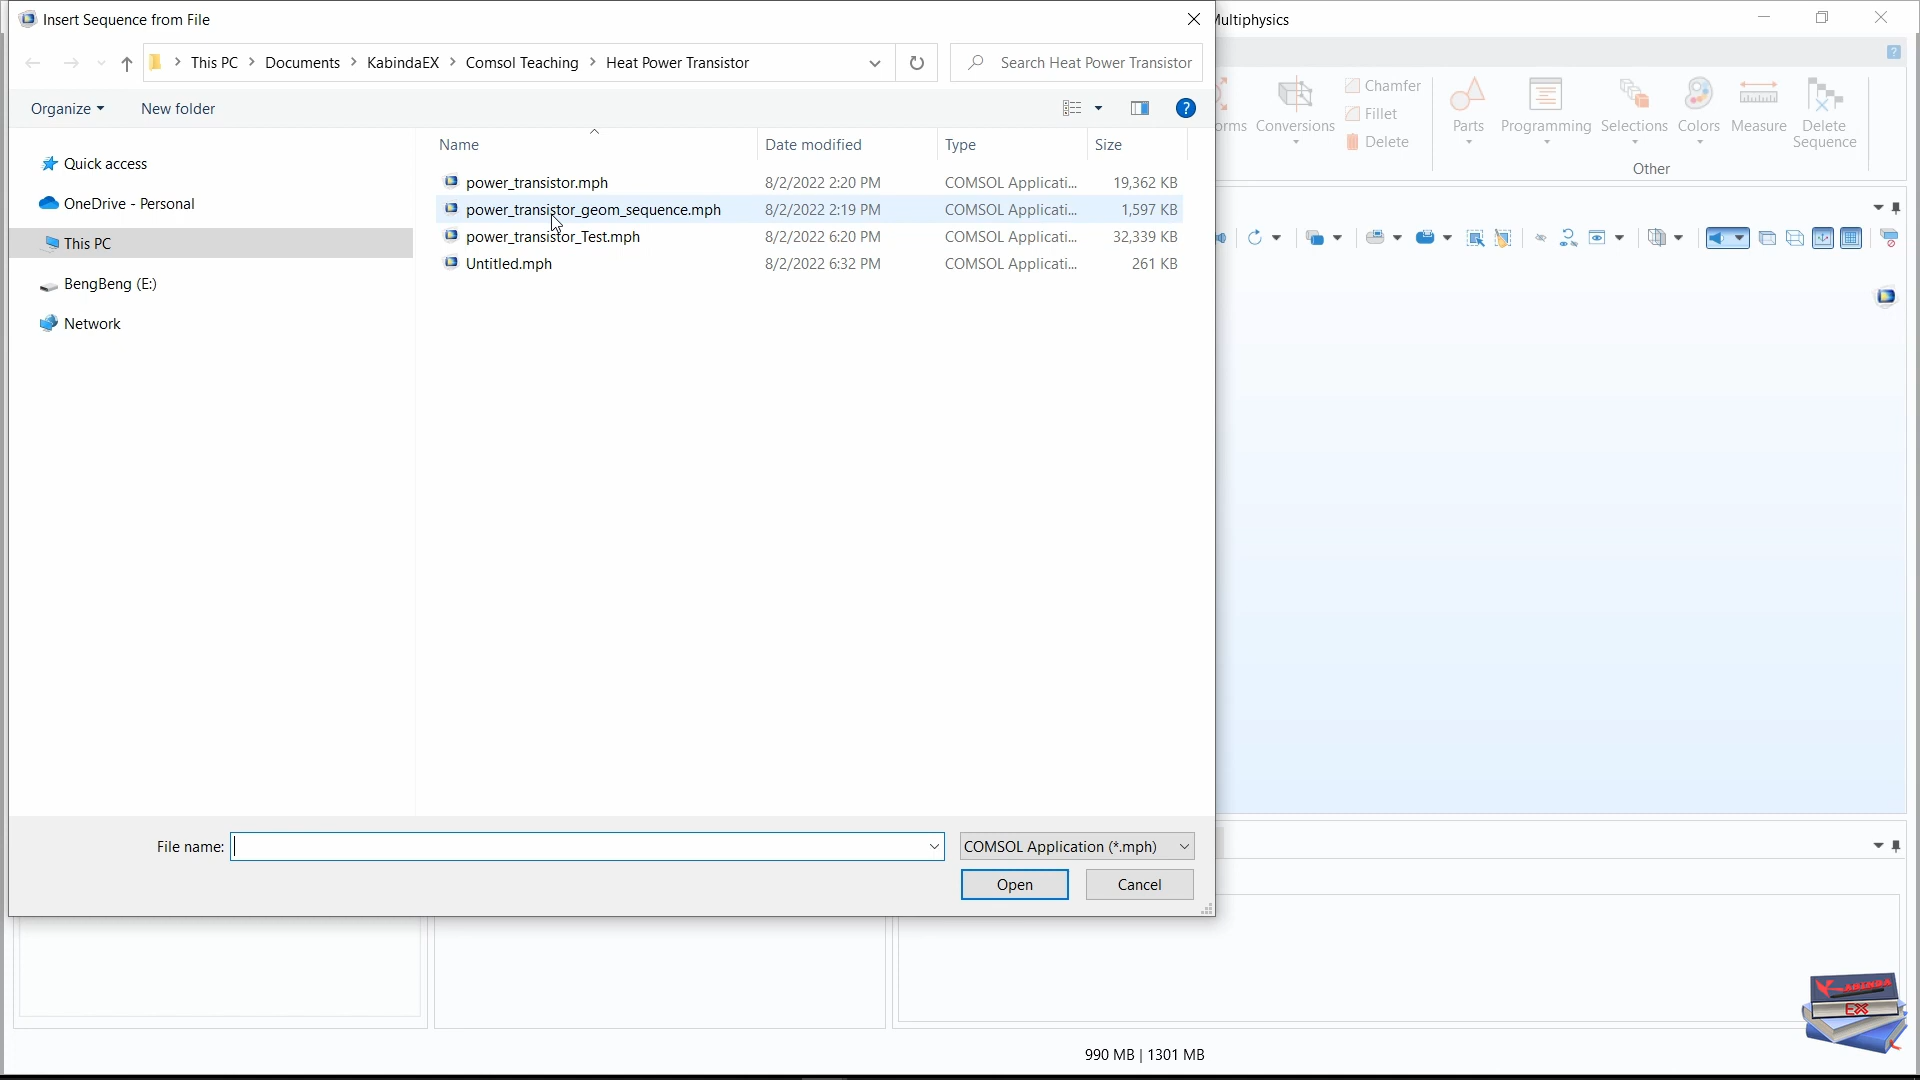 Insert Sequence from File
Multiphysics
This PC > Documents > KabindaEX > Comsol Teaching > Heat Power Transistor
Search Heat Power Transistor
Organize
New folder
Name Date modified Type Size
power_transistor.mph 8/2/2022 2:20 PM COMSOL Applicati... 19,362 KB
power_transistor_geom_sequence.mph 8/2/2022 2:19 PM COMSOL Applicati... 1,597 KB
power_transistor_Test.mph 8/2/2022 6:20 PM COMSOL Applicati... 32,339 KB
Untitled.mph 8/2/2022 6:32 PM COMSOL Applicati... 261 KB
Quick access
OneDrive - Personal
This PC
BengBeng (E:)
Network
File name:
COMSOL Application (*.mph)
Open
Cancel
orms
Conversions
Chamfer
Fillet
Delete
Parts
Programming
Selections
Colors
Measure
Delete
Sequence
Other
KABINDA
EX
990 MB | 1301 MB